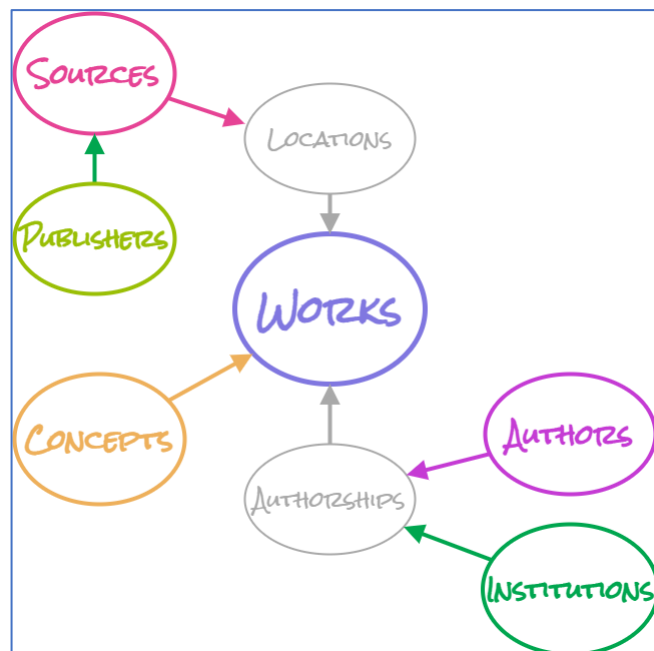 SOURCES
LOCATIONS
PUBLISHERS
WORKS
CONCEPTS
AUTHORS
AUTHORSHIPS
INSTITUTIONS